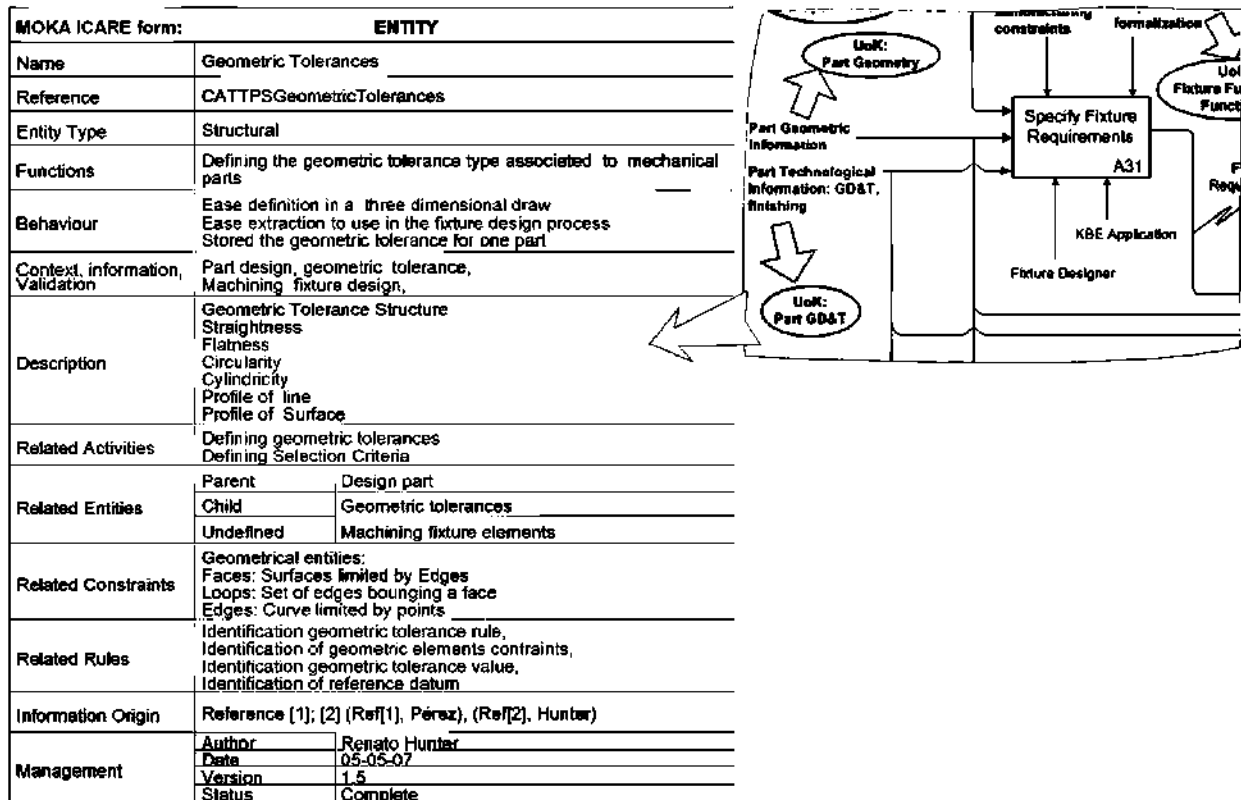 MOKA ICARE form: ENTITY
Name Geometric Tolerances
Reference CATTPSGeometricTolerances
Entity Type Structural
Functions Defining the geometric tolerance type associated to mechanical
parts
Behaviour
Ease definition in a three dimensional draw
Ease extraction to use in the fixture design process
Stored the geometric tolerance for one part
Context, information,
Validation
Part design, geometric tolerance,
Machining fixture design,
Description
Geometric Tolerance Structure
Straightness
Flatness
Circularity
Cylindricity
Profile of line
Profile of Surface
Related Activities
Defining geometric tolerances
Defining Selection Criteria
Related Entities
Parent Design part
Child Geometric tolerances
Undefined Machining fixture elements
Related Constraints
Geometrical entities:
Faces: Surfaces limited by Edges
Loops: Set of edges bounging a face
Edges: Curve limited by points
Related Rules
Identification geometric tolerance rule,
Identification of geometric elements contraints,
Identification geometric tolerance value,
Identification of reference datum
Information Origin Reference [1]; [2] (Ref[1], Pérez), (Ref[2], Hunter)
Management
Author Renato Hunter
Date 05-05-07
Version 1.5
Status Complete
constraints
formalization
UoK:
Part Geometry
Fixture Fu
Functi
Specify Fixture
Requirements
A31
Part Geometric
Information
Part Technological
Information: GD&T,
finishing
F
Requ
KBE Application
Fixture Designer
UoK:
Part GD&T